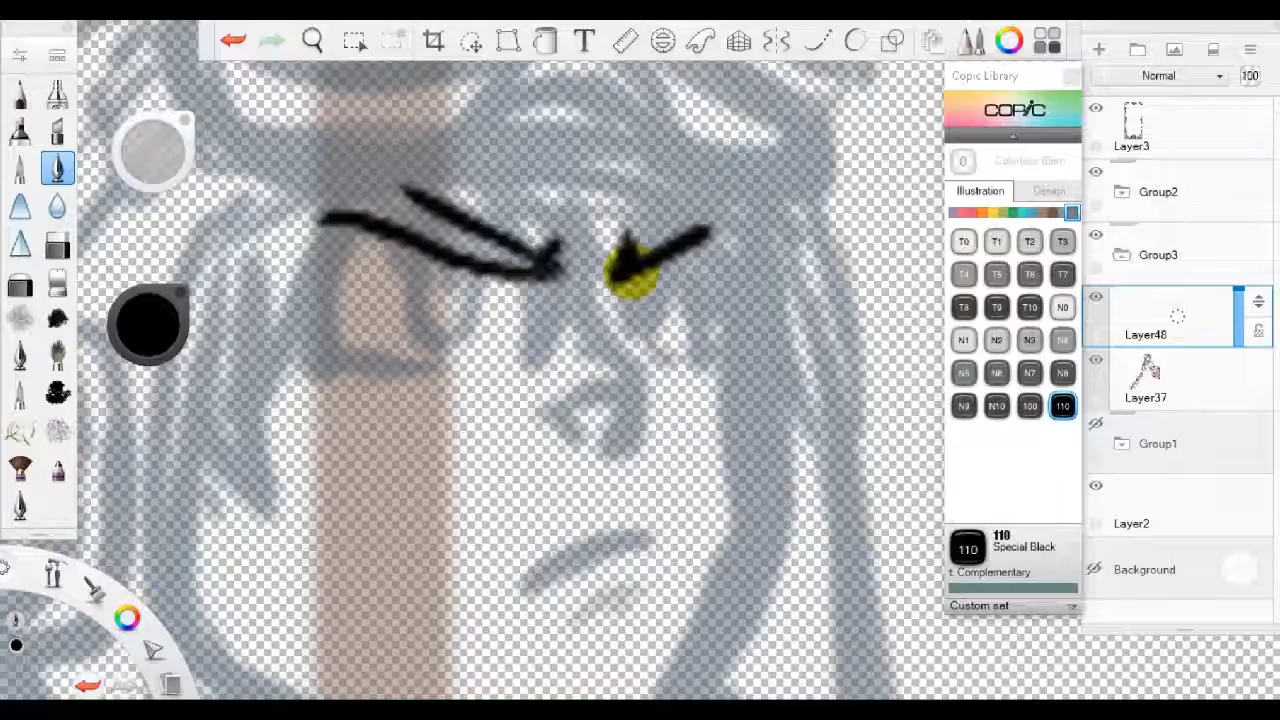 Copic Library
COPIC
0 Colorless Blen
Illustration Design
T0 T1 T2 T3
T4 T5 T6 T7
T8 T9 T10 N0
N1 N2 N3 N4
N5 N6 N7 N8
N9 N10 100 110
110
110
Special Black
t. Complementary
Custom set
Normal 100
Layer3
Group2
Group3
Layer48
Layer37
Group1
Layer2
Background